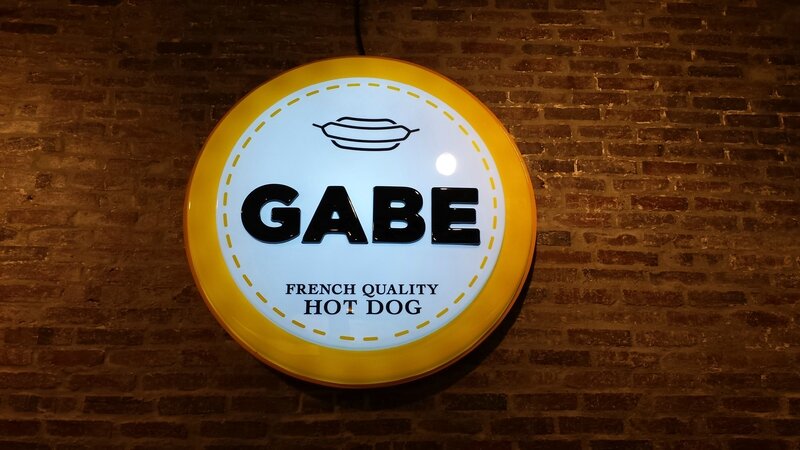 GABE
FRENCH QUALITY
HOT DOG